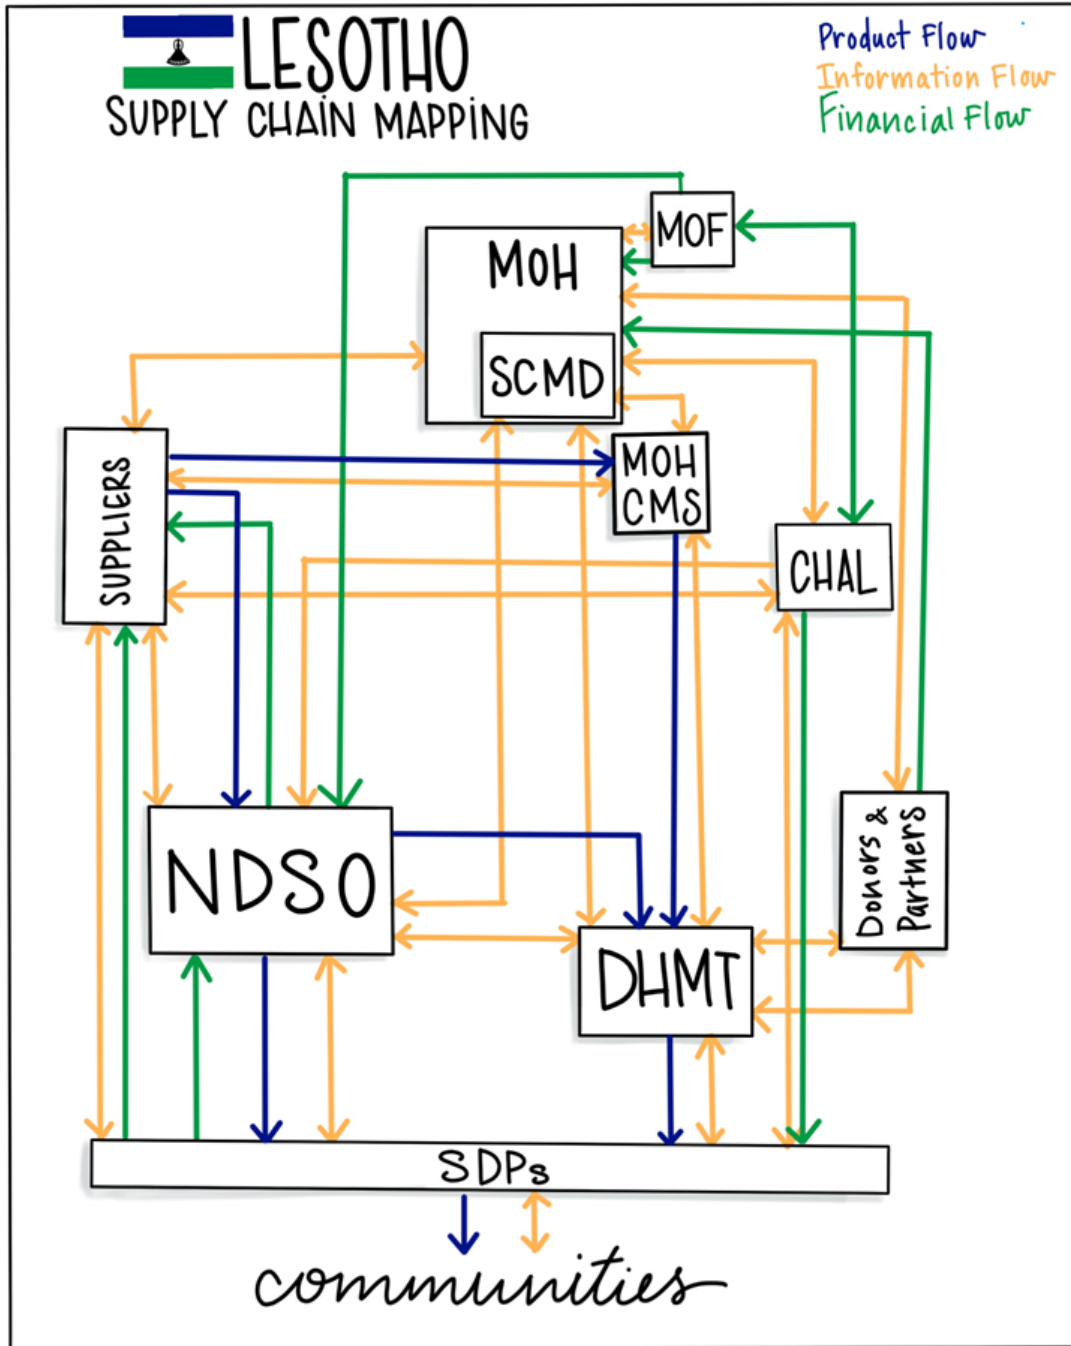 LESOTHO
SUPPLY CHAIN MAPPING
Product Flow
Information Flow
Financial Flow
MOF
MOH
SCMD
SUPPLIERS
MOH
CMS
CHAL
NDSO
Donors &
Partners
DHMT
SDPs
communities